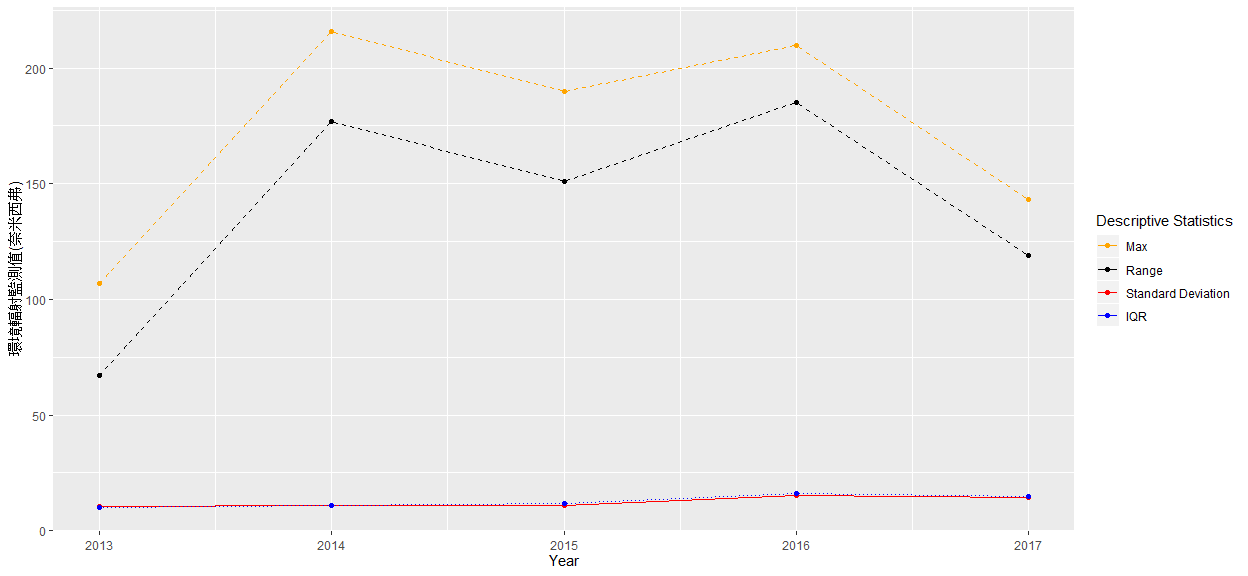 環境輻射監測值(奈米西弗)
200
150
100
50
0
2013
2014
2015
2016
2017
Year
Descriptive Statistics
Max
Range
Standard Deviation
IQR